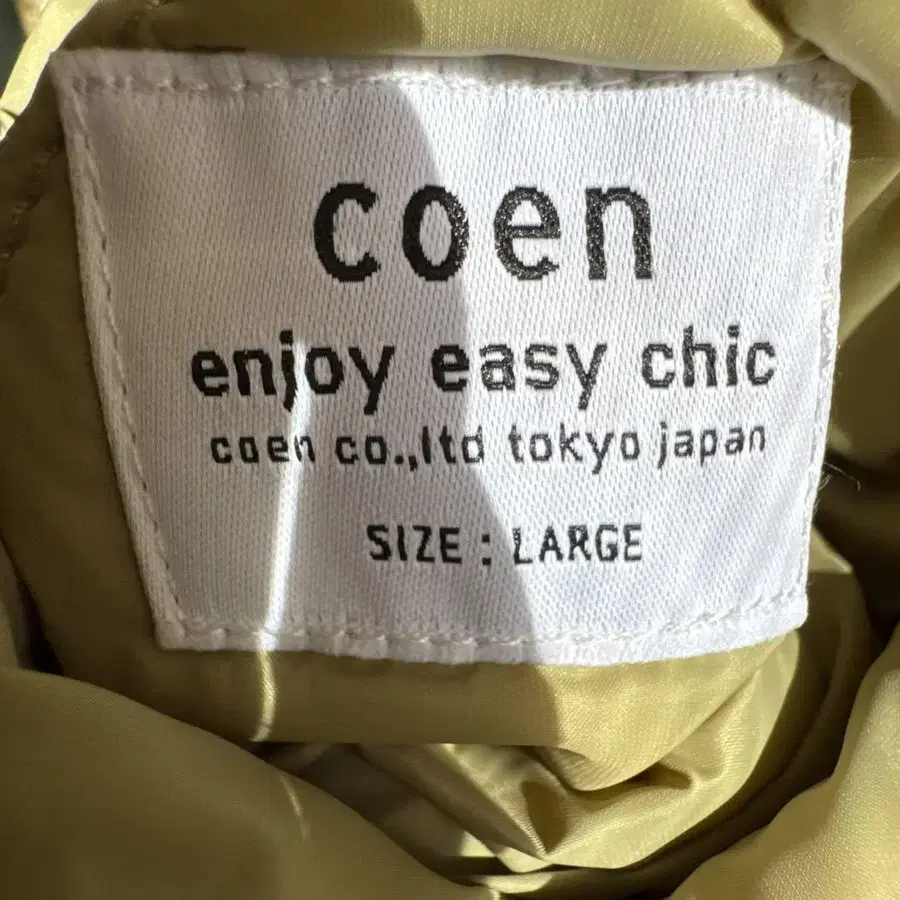 coen
enjoy easy chic
coen co.,ltd tokyo japan
SIZE : LARGE